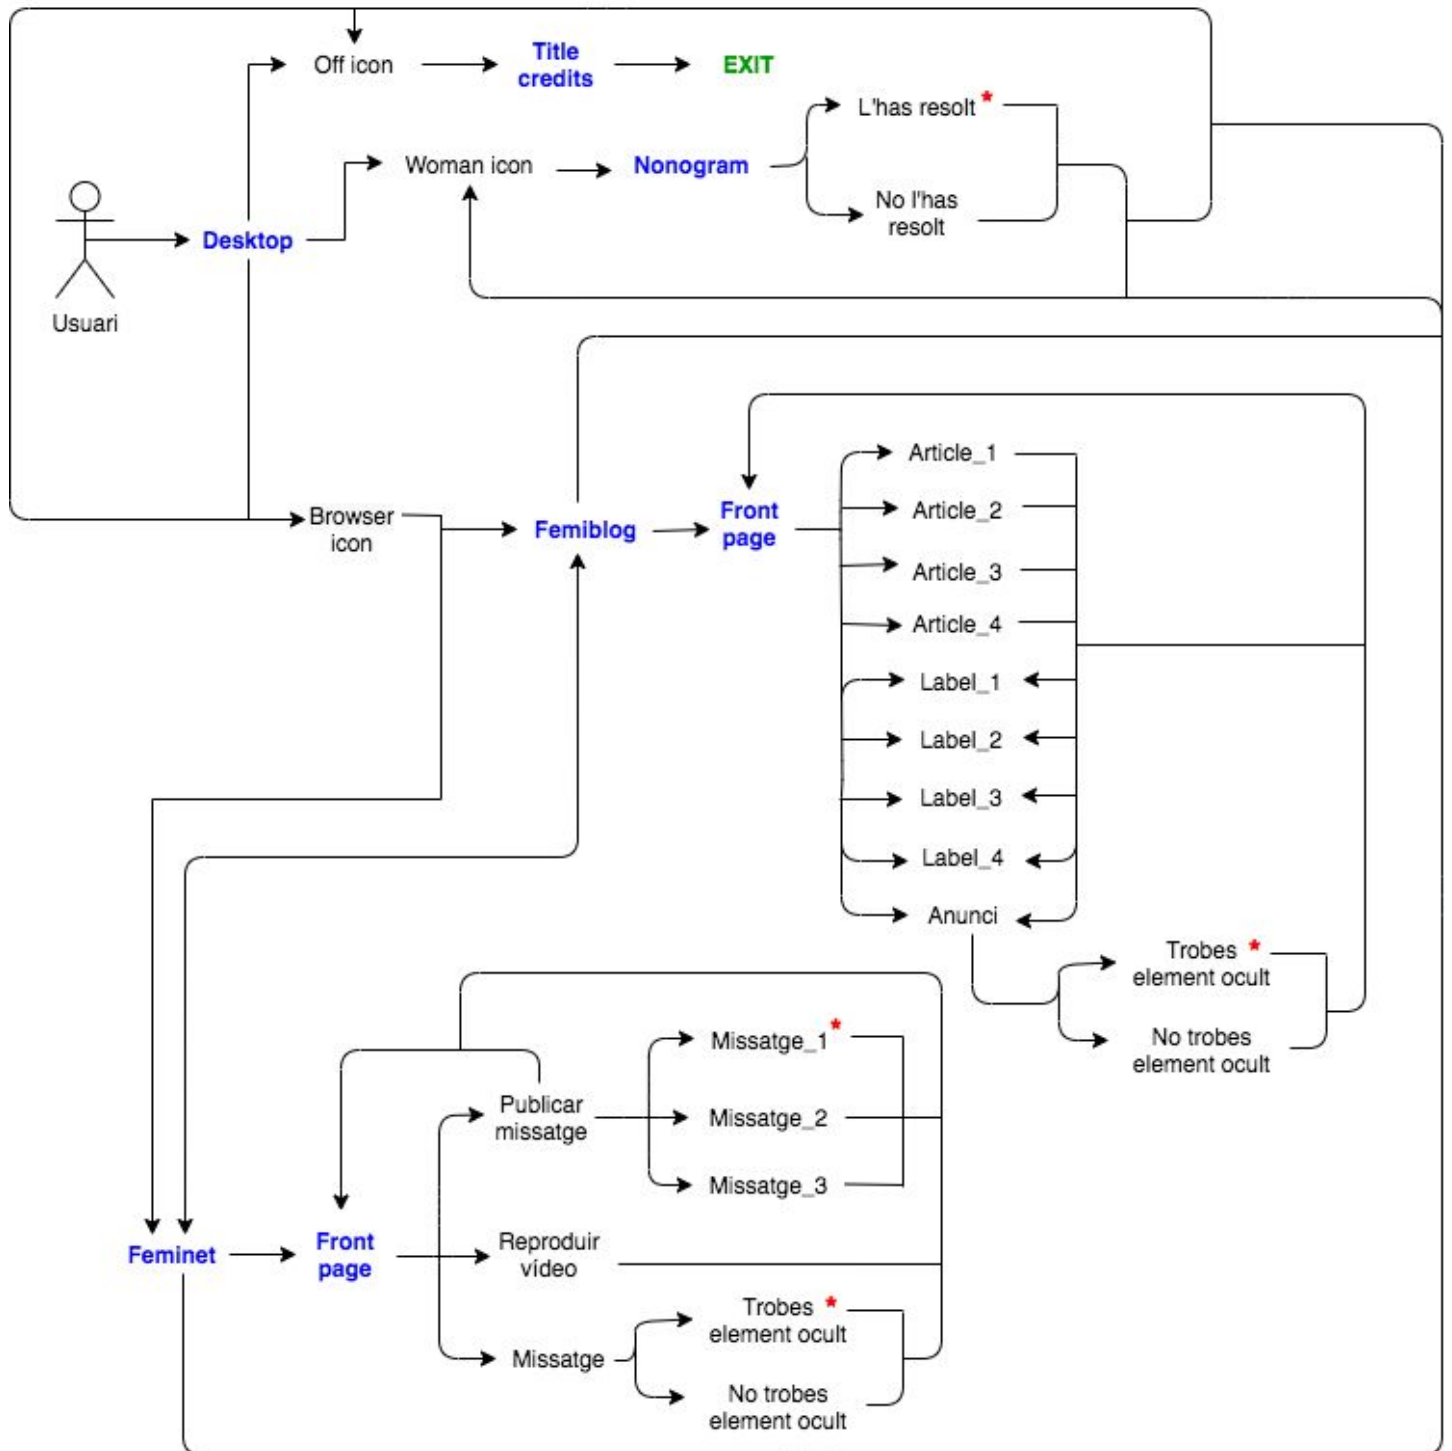 Off icon
Title
credits
EXIT
L'has resolt *
Woman icon
Nonogram
No l'has
resolt
Desktop
Usuari
Browser
icon
Femiblog
Front
page
Article_1
Article_2
Article_3
Article_4
Label_1
Label_2
Label_3
Label_4
Anunci
Trobes *
element ocult
No trobes
element ocult
Publicar
missatge
Missatge_1 *
Missatge_2
Missatge_3
Feminet
Front
page
Reproduir
vídeo
Missatge
Trobes *
element ocult
No trobes
element ocult